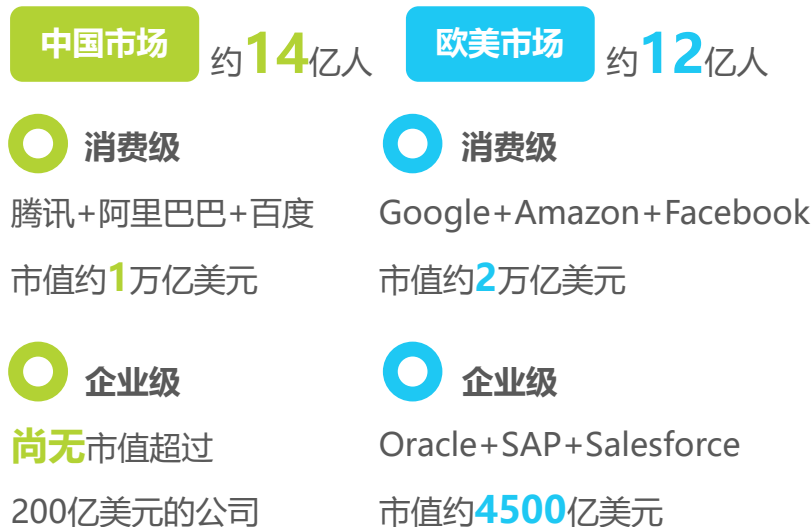 中国市场 约14亿人
消费级
腾讯+阿里巴巴+百度
市值约1万亿美元
企业级
尚无市值超过
200亿美元的公司
欧美市场 约12亿人
消费级
Google+Amazon+Facebook
市值约2万亿美元
企业级
Oracle+SAP+Salesforce
市值约4500亿美元